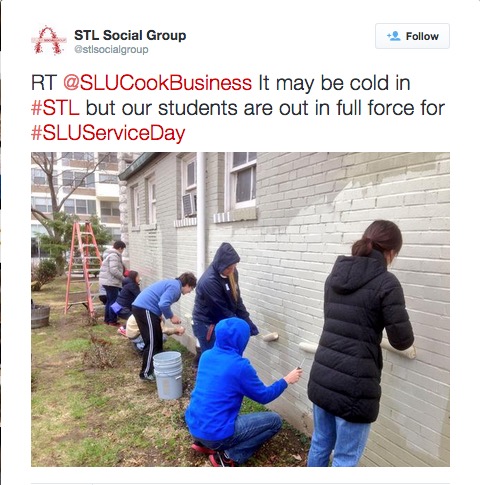 STL Social Group
@stlsocialgroup
Follow
RT @SLUCookBusiness It may be cold in
#STL but our students are out in full force for
#SLUServiceDay